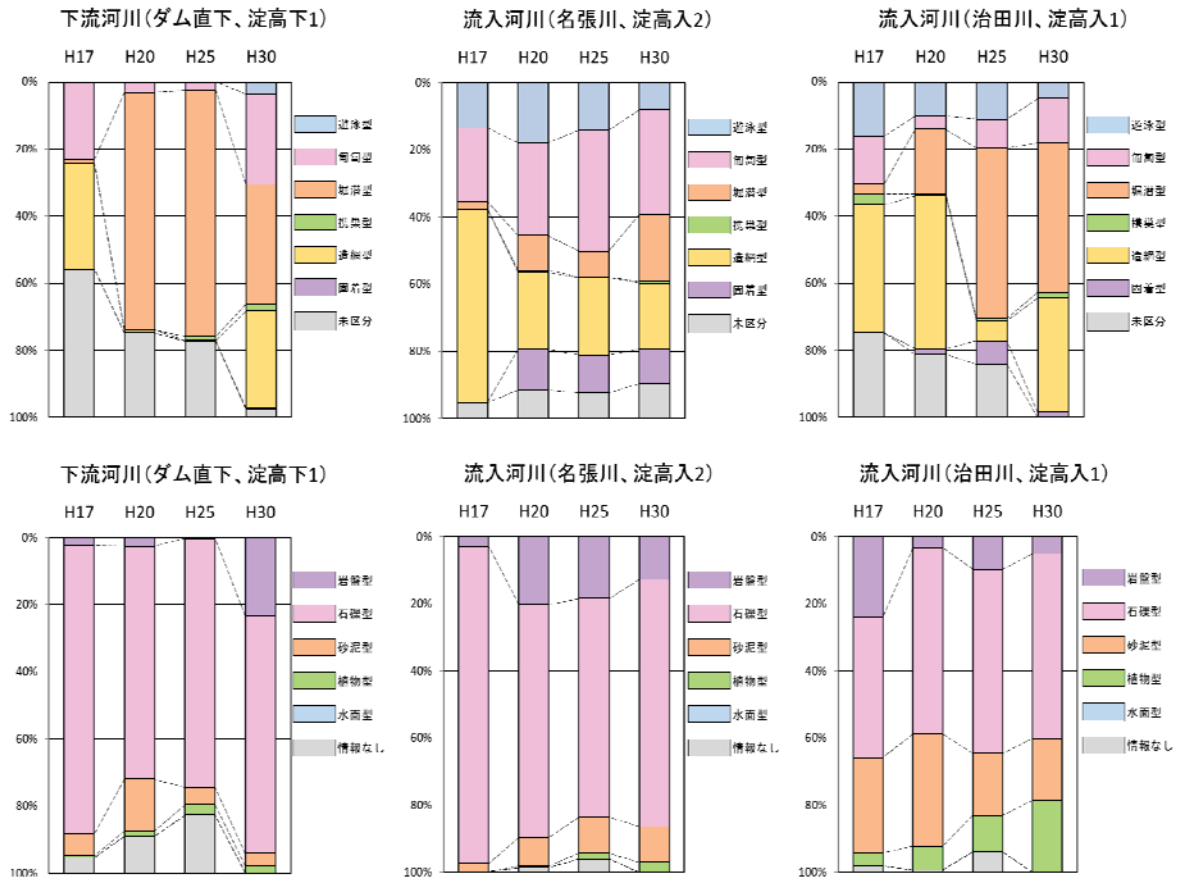 下流河川(ダム直下、淀高下1)
H17 H20 H25 H30
0%
20%
40%
60%
80%
100%
遊泳型
匍匐型
掘潜型
携巣型
造網型
固着型
未区分
流入河川(名張川、淀高入2)
H17 H20 H25 H30
0%
20%
40%
60%
80%
100%
遊泳型
匍匐型
掘潜型
携巣型
造網型
固着型
未区分
流入河川(治田川、淀高入1)
H17 H20 H25 H30
0%
20%
40%
60%
80%
100%
遊泳型
匍匐型
掘潜型
携巣型
造網型
固着型
未区分
下流河川(ダム直下、淀高下1)
H17 H20 H25 H30
0%
20%
40%
60%
80%
100%
岩盤型
石礫型
砂泥型
植物型
水面型
情報なし
流入河川(名張川、淀高入2)
H17 H20 H25 H30
0%
20%
40%
60%
80%
100%
岩盤型
石礫型
砂泥型
植物型
水面型
情報なし
流入河川(治田川、淀高入1)
H17 H20 H25 H30
0%
20%
40%
60%
80%
100%
岩盤型
石礫型
砂泥型
植物型
水面型
情報なし